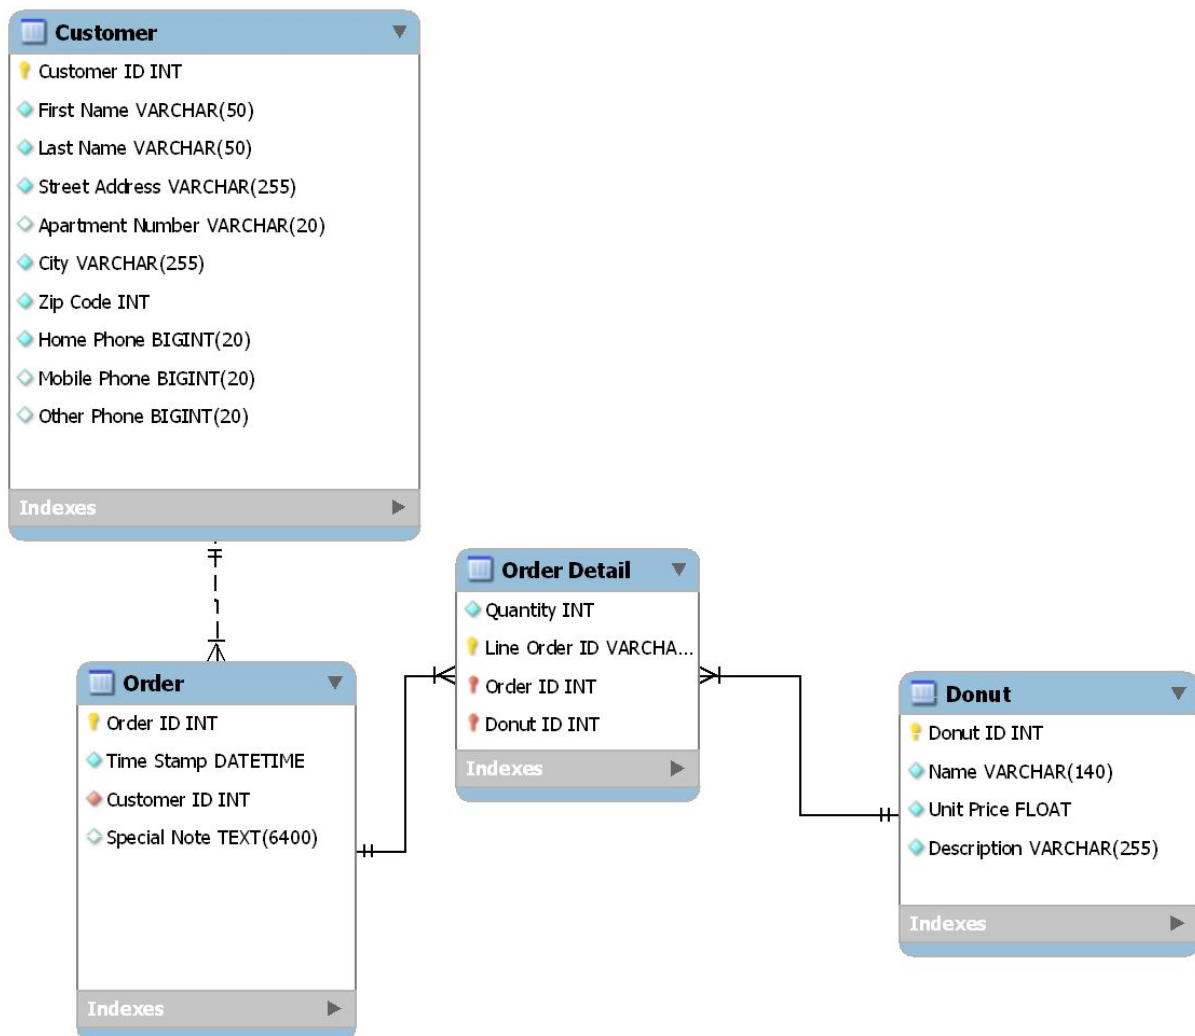 Customer
Customer ID INT
First Name VARCHAR(50)
Last Name VARCHAR(50)
Street Address VARCHAR(255)
Apartment Number VARCHAR(20)
City VARCHAR(255)
Zip Code INT
Home Phone BIGINT(20)
Mobile Phone BIGINT(20)
Other Phone BIGINT(20)
Indexes
Order
Order ID INT
Time Stamp DATETIME
Customer ID INT
Special Note TEXT(6400)
Indexes
Order Detail
Quantity INT
Line Order ID VARCHA...
Order ID INT
Donut ID INT
Indexes
Donut
Donut ID INT
Name VARCHAR(140)
Unit Price FLOAT
Description VARCHAR(255)
Indexes